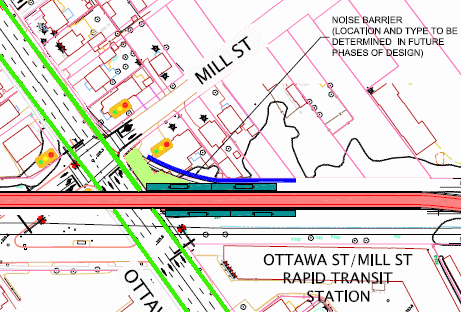 NOISE BARRIER
(LOCATION AND TYPE TO BE
DETERMINED IN FUTURE
PHASES OF DESIGN)
MILL ST
OTTAWA ST/MILL ST
RAPID TRANSIT
STATION
OTTAW